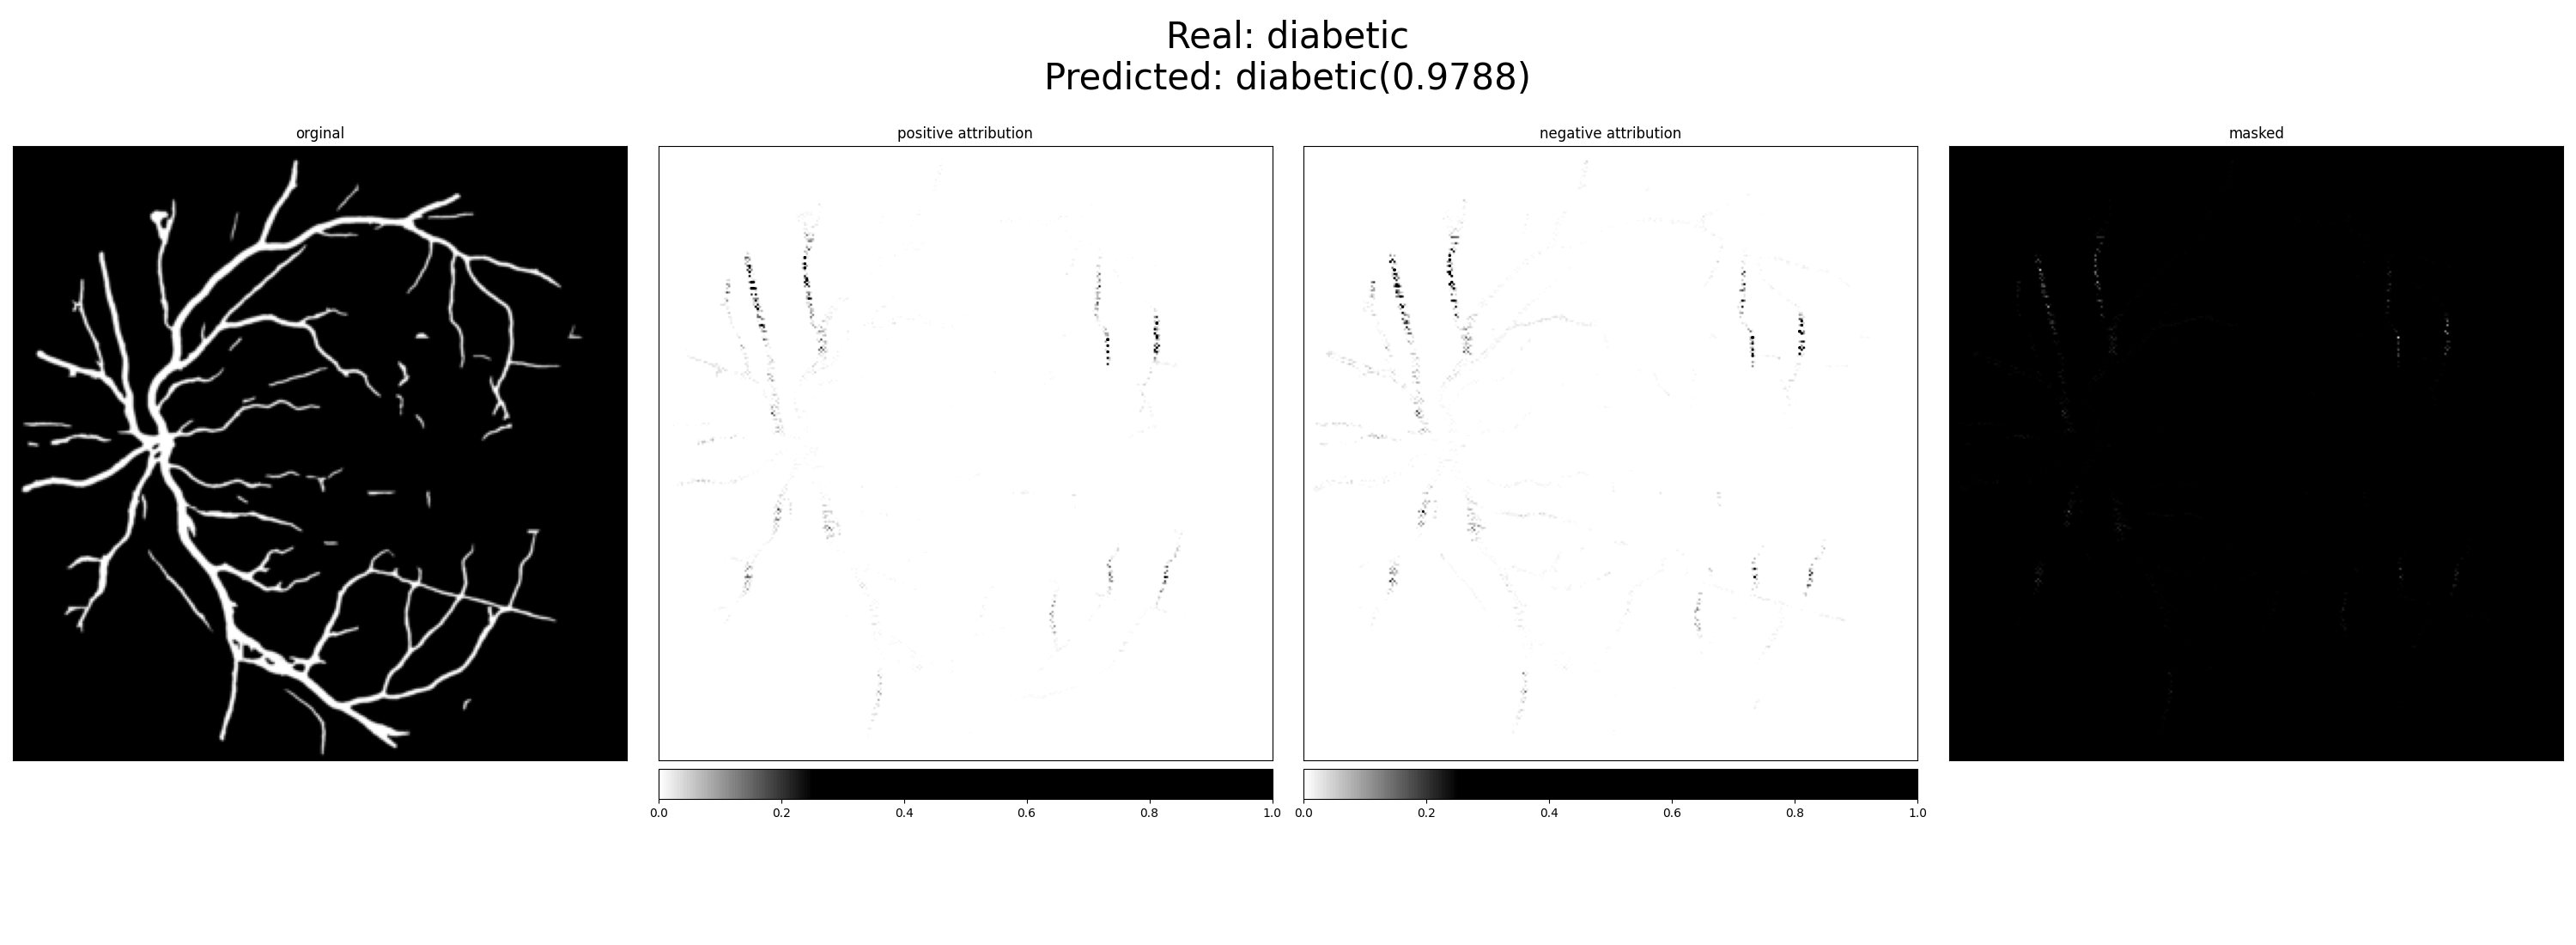 Real: diabetic
Predicted: diabetic(0.9788)
orginal
positive attribution
negative attribution
masked
0.0 0.2 0.4 0.6 0.8 1.0
0.0 0.2 0.4 0.6 0.8 1.0